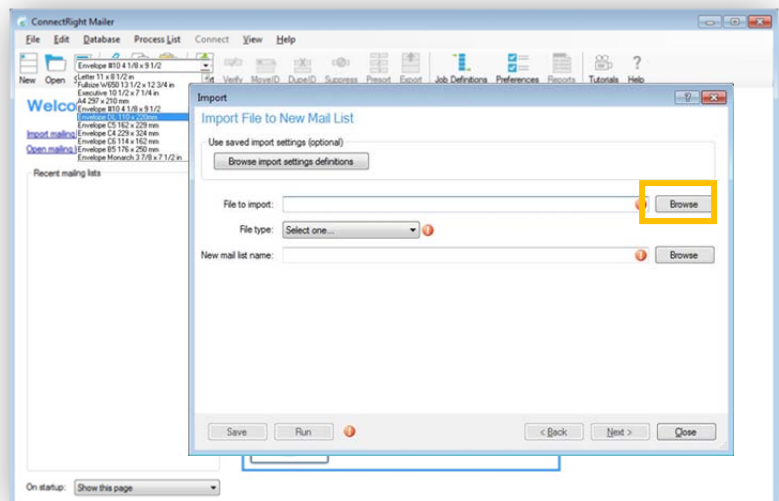 ConnectRight Mailer
File Edit Database Process List Connect View Help
Envelope #10 4 1/8 x 9 1/2
New Open Verify MoveID DupeID Suppress Presort Export Job Definitions Preferences Reports Tutorials Help
Letter 11 x 8 1/2 in
Fullsize W650 13 1/2 x 12 3/4 in
Executive 10 1/2 x 7 1/4 in
A4 297 x 210 mm
Envelope #10 4 1/8 x 9 1/2
Envelope DL 110 x 220mm
Envelope C5 162 x 229 mm
Envelope C4 229 x 324 mm
Envelope C6 114 x 162 mm
Envelope B5 176 x 250 mm
Envelope Monarch 3 7/8 x 7 1/2 in
Welco
Import mailing
Open mailing
Recent mailing lists
Import
Import File to New Mail List
Use saved import settings (optional)
Browse import settings definitions
File to import: Browse
File type: Select one...
New mail list name: Browse
Save Run < Back Next > Close
On startup: Show this page